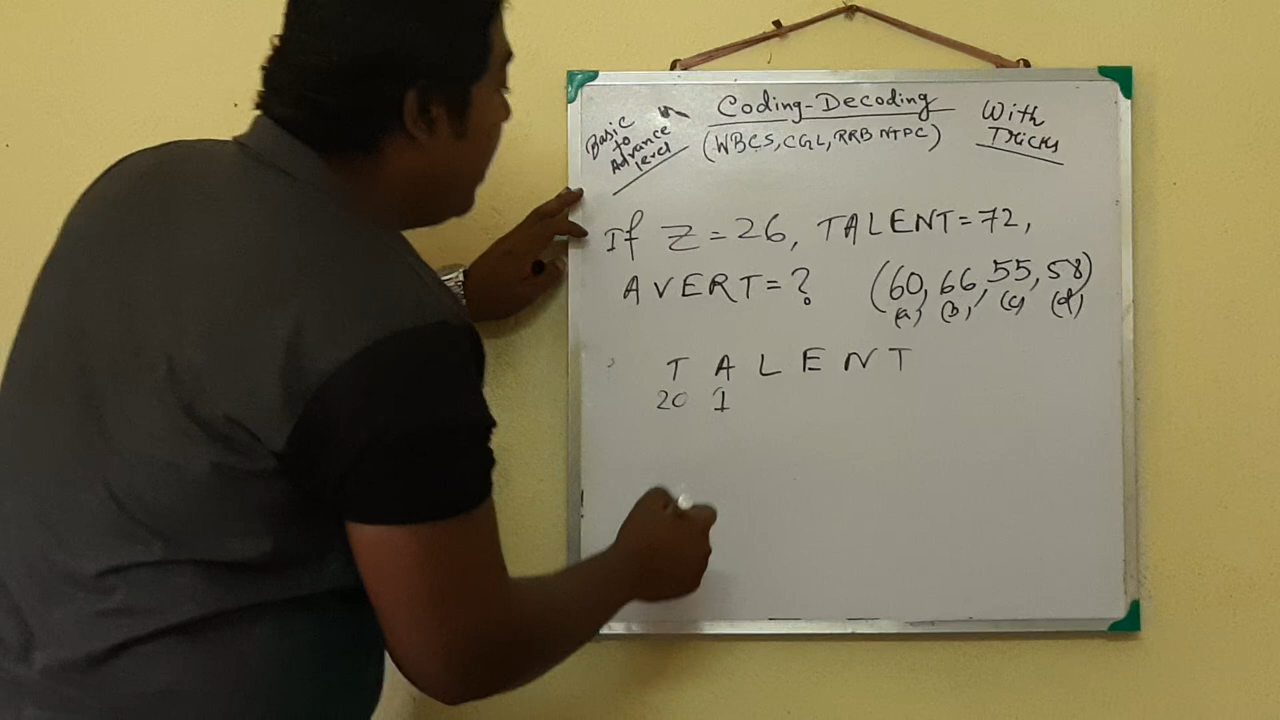 Basic to Advance level
Coding-Decoding
(WBCS, CGL, RRB NTPC)
With Tricks
If Z = 26, TALENT = 72,
AVERT = ? (60, 66, 55, 58)
(a) (b) (c) (d)
T A L E N T
20 1